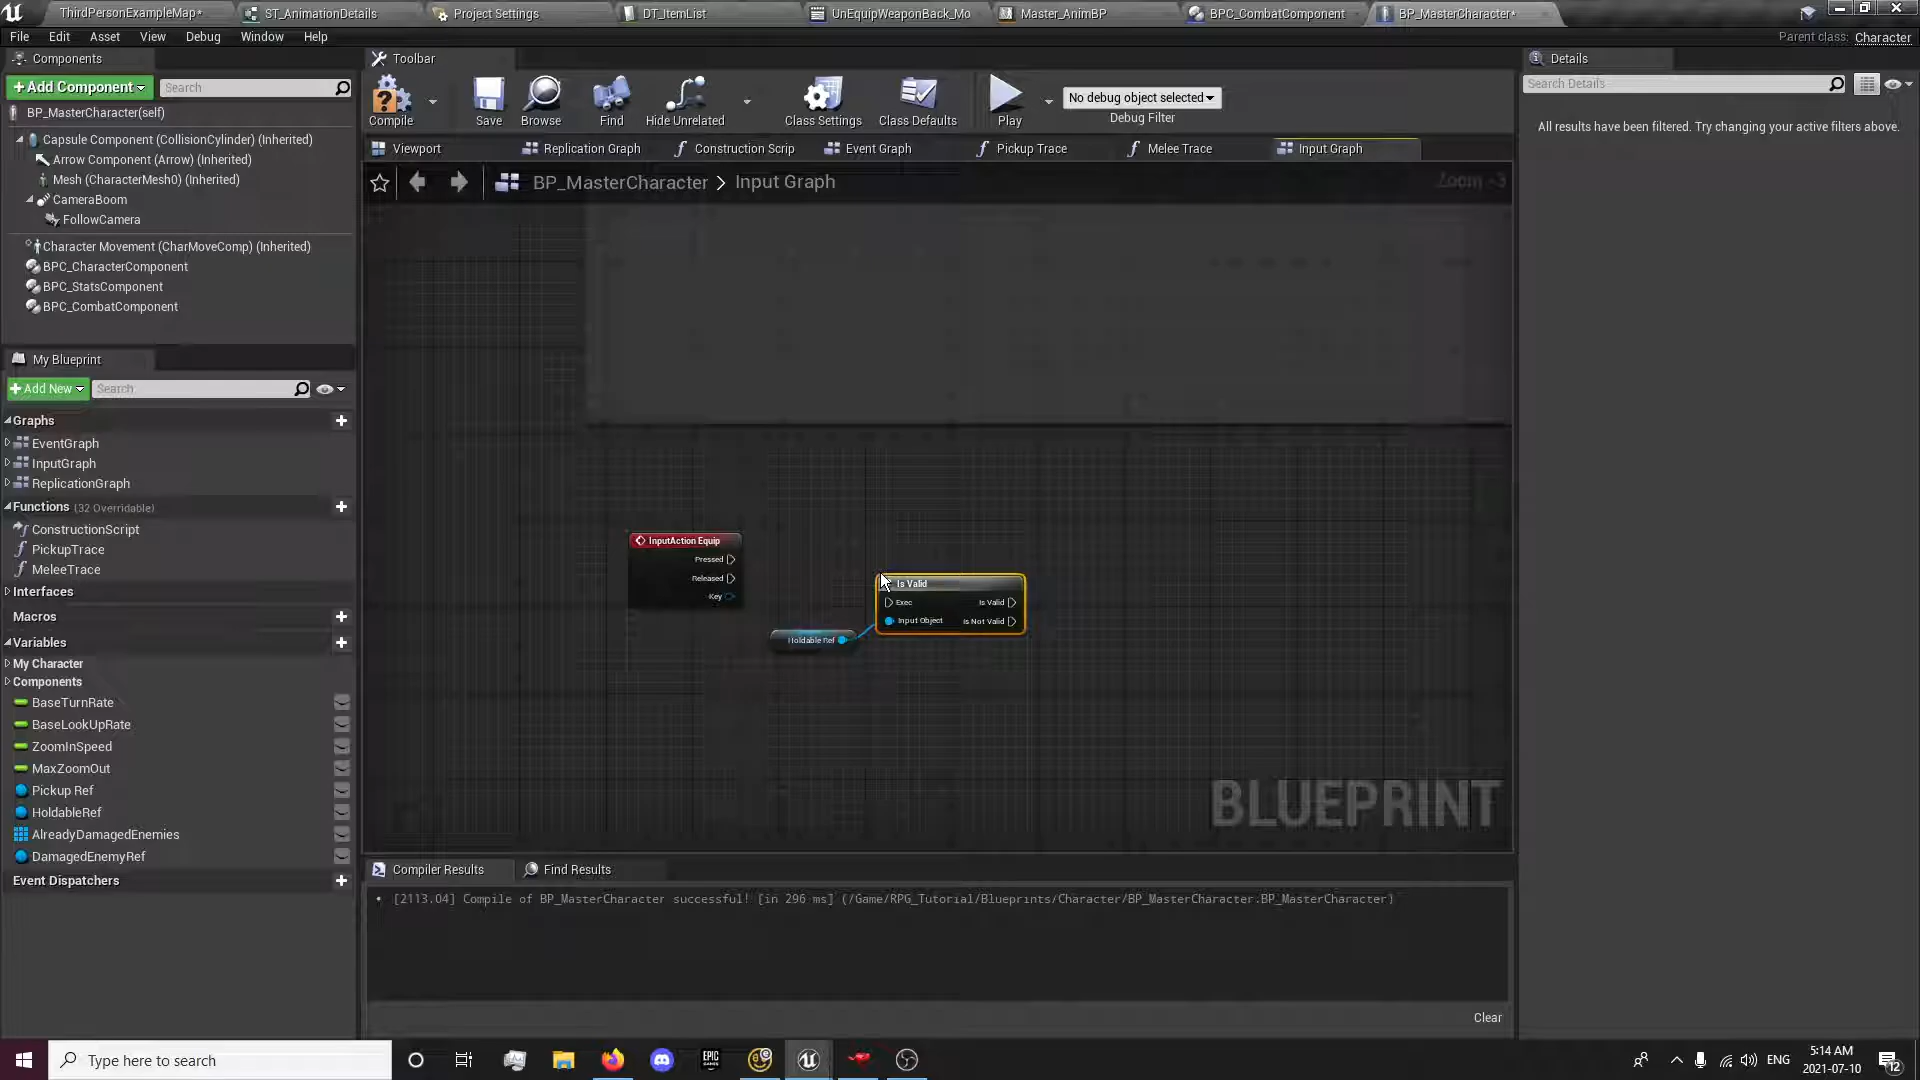 ThirdPersonExampleMap*
ST_AnimationDetails
Project Settings
DT_ItemList
UnEquipWeaponBack_Mo
Master_AnimBP
BPC_CombatComponent
BP_MasterCharacter*
File Edit Asset View Debug Window Help
Parent class: Character
Components
Toolbar
Details
+Add Component
Search
Search Details
BP_MasterCharacter(self)
Capsule Component (CollisionCylinder) (Inherited)
Arrow Component (Arrow) (Inherited)
Mesh (CharacterMesh0) (Inherited)
CameraBoom
FollowCamera
Character Movement (CharMoveComp) (Inherited)
BPC_CharacterComponent
BPC_StatsComponent
BPC_CombatComponent
Compile
Save
Browse
Find
Hide Unrelated
Class Settings
Class Defaults
Play
No debug object selected
Debug Filter
All results have been filtered. Try changing your active filters above.
Viewport
Replication Graph
Construction Scrip
Event Graph
Pickup Trace
Melee Trace
Input Graph
BP_MasterCharacter > Input Graph
Zoom -3
My Blueprint
+Add New
Search
Graphs
EventGraph
InputGraph
ReplicationGraph
Functions (32 Overridable)
ConstructionScript
PickupTrace
MeleeTrace
Interfaces
Macros
Variables
My Character
Components
BaseTurnRate
BaseLookUpRate
ZoomInSpeed
MaxZoomOut
Pickup Ref
HoldableRef
AlreadyDamagedEnemies
DamagedEnemyRef
Event Dispatchers
InputAction Equip
Pressed
Released
Key
Holdable Ref
Is Valid
Exec
Is Valid
Input Object
Is Not Valid
BLUEPRINT
Compiler Results
Find Results
• [2113.04] Compile of BP_MasterCharacter successful! [in 296 ms] (/Game/RPG_Tutorial/Blueprints/Character/BP_MasterCharacter.BP_MasterCharacter)
Clear
Type here to search
EPIC GAMES
ENG
5:14 AM
2021-07-10
12